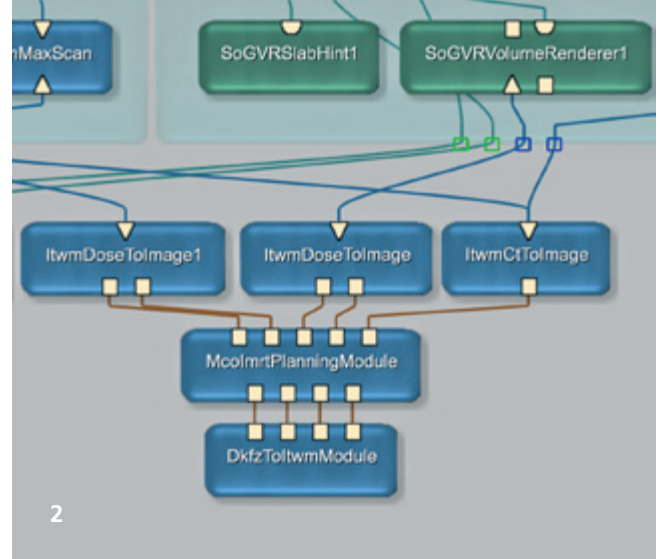 nMaxScan
SoGVRSlabHint1
SoGVRVolumeRenderer1
ItwmDoseToImage1
ItwmDoseToImage
ItwmCtToImage
McoImrtPlanningModule
DkfzToItwmModule
2